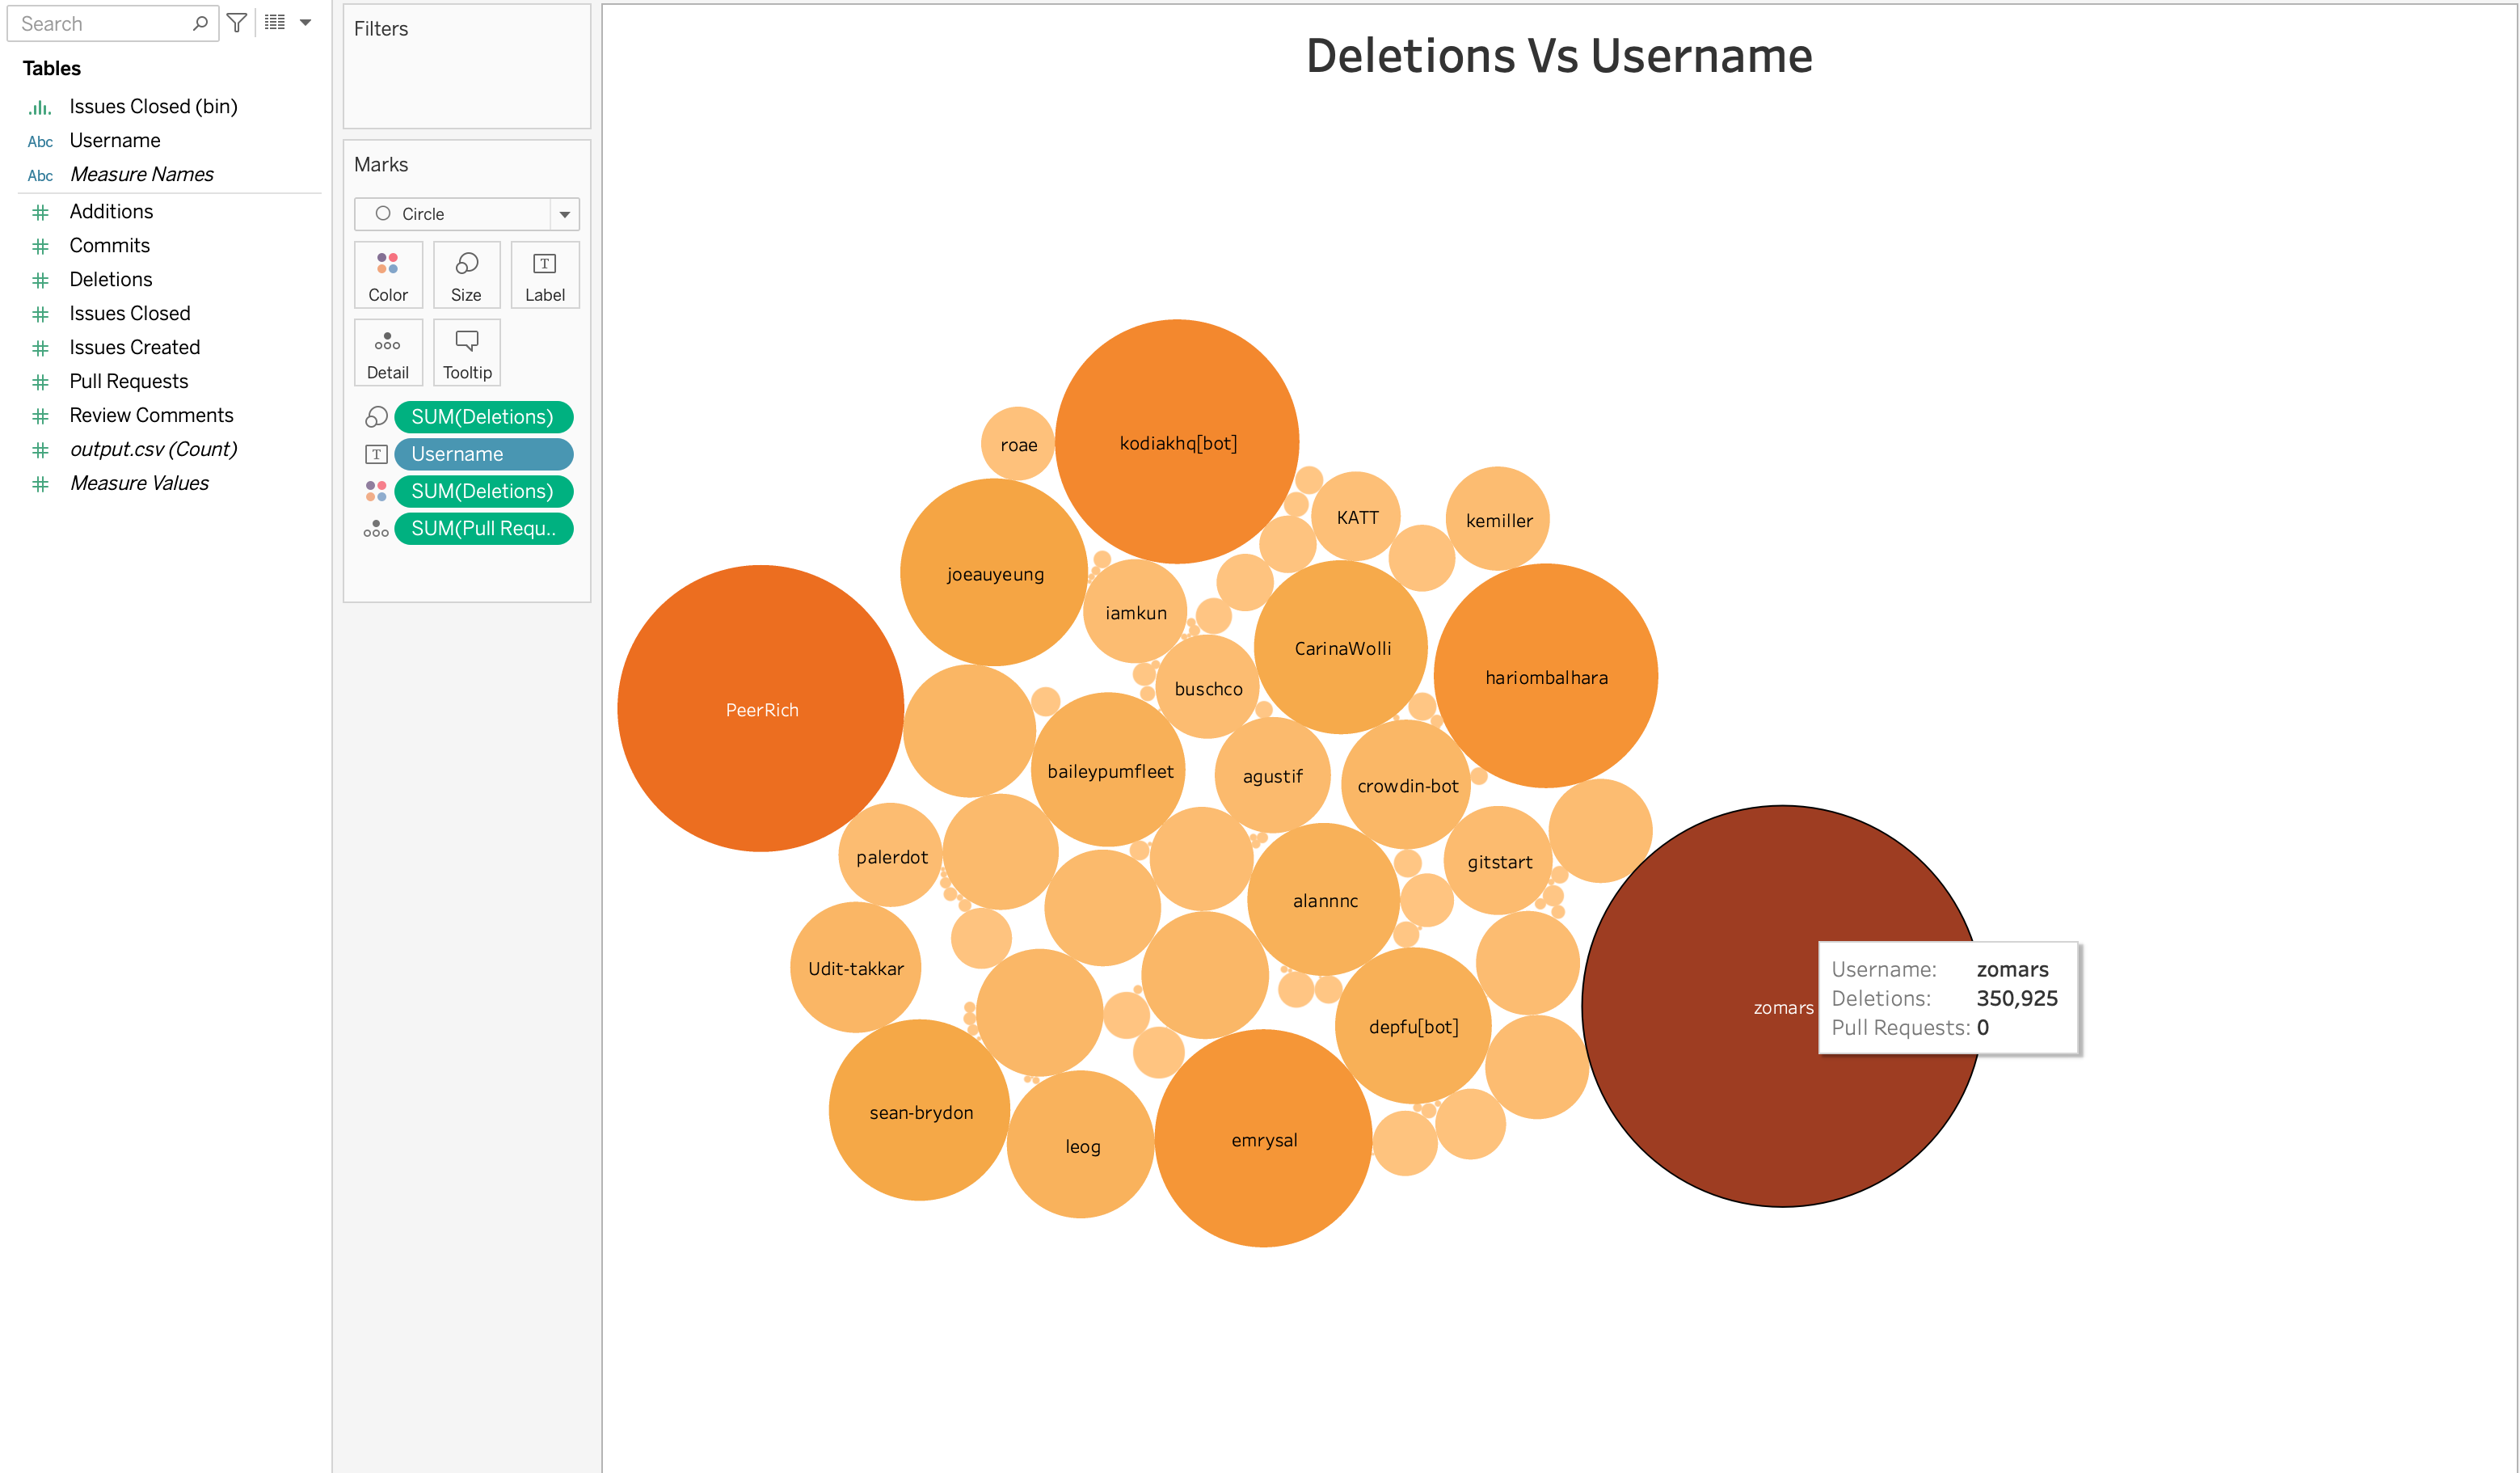 Search
Tables
Issues Closed (bin)
Abc Username
Abc Measure Names
Additions
Commits
Deletions
Issues Closed
Issues Created
Pull Requests
Review Comments
output.csv (Count)
Measure Values
Filters
Marks
Circle
Color Size Label
Detail Tooltip
SUM(Deletions)
Username
SUM(Deletions)
SUM(Pull Requ..
Deletions Vs Username
kodiakhq[bot]
roae
KATT
kemiller
joeauyeung
iamkun
CarinaWolli
hariombalhara
buschco
PeerRich
baileypumfleet
agustif
crowdin-bot
palerdot
gitstart
alannnc
Udit-takkar
depfu[bot]
zomars
sean-brydon
leog
emrysal
Username: zomars
Deletions: 350,925
Pull Requests: 0